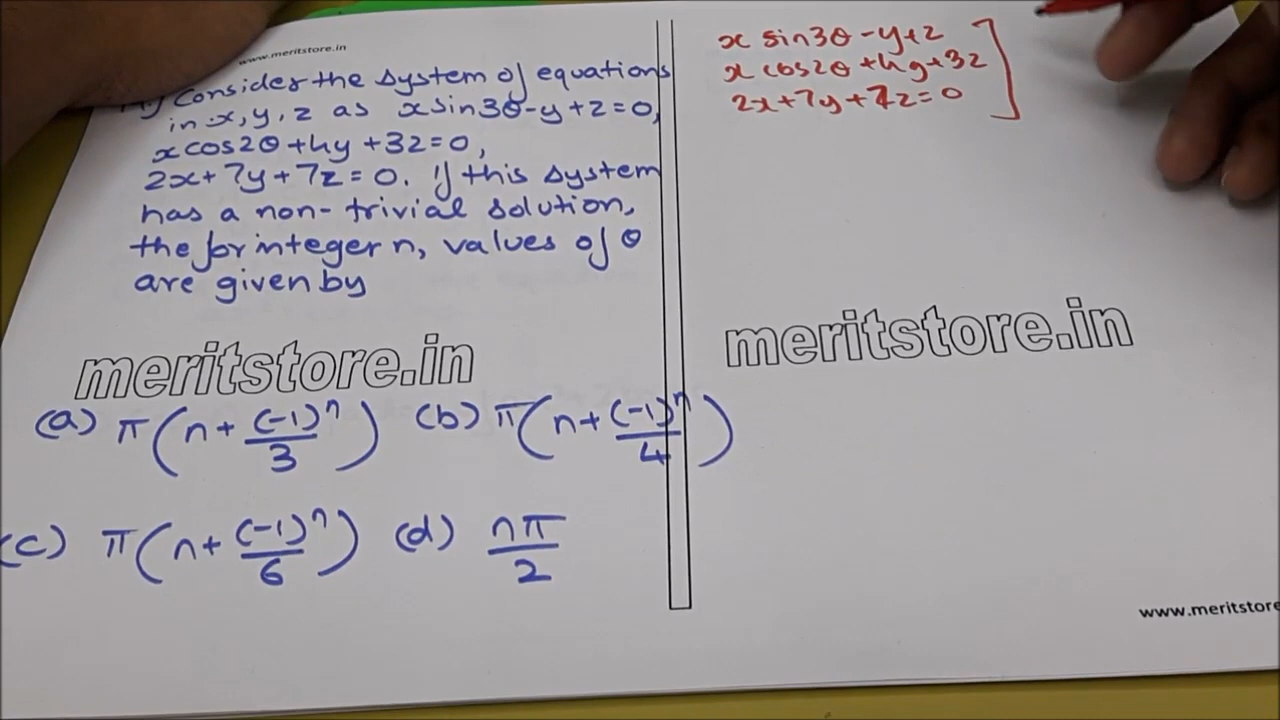 www.meritstore.in
Consider the system of equations
in x, y, z as x sin3θ-y+z=0,
x cos2θ+4y+3z=0,
2x+7y+7z=0. If this system
has a non-trivial solution,
the for integer n, values of θ
are given by
meritstore.in
(a) π(n+(-1)ⁿ/3) (b) π(n+(-1)ⁿ/4)
(c) π(n+(-1)ⁿ/6) (d) nπ/2
x sin3θ-y+z
x cos2θ+4y+3z
2x+7y+7z=0
meritstore.in
www.meritstore